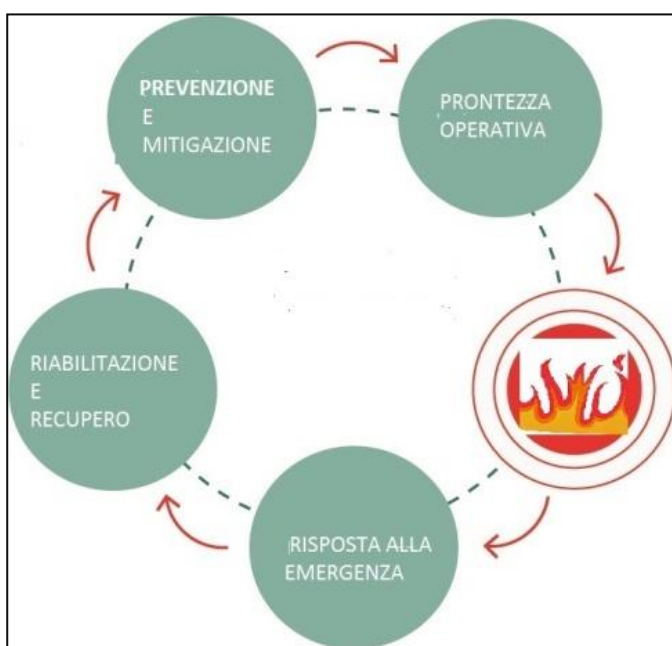 PREVENZIONE
E
MITIGAZIONE
PRONTEZZA
OPERATIVA
RISPOSTA ALLA
EMERGENZA
RIABILITAZIONE
E
RECUPERO